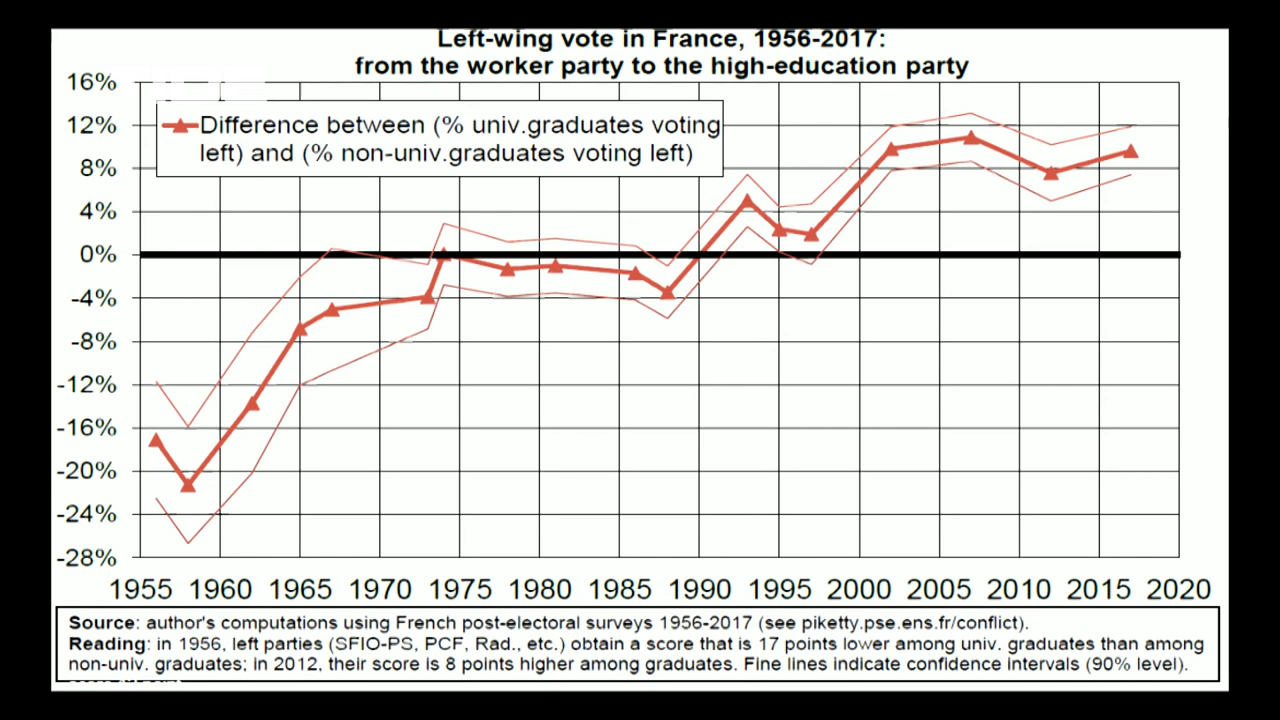 Left-wing vote in France, 1956-2017:
from the worker party to the high-education party
16%
12%
8%
4%
0%
-4%
-8%
-12%
-16%
-20%
-24%
-28%
Difference between (% univ.graduates voting
left) and (% non-univ.graduates voting left)
1955 1960 1965 1970 1975 1980 1985 1990 1995 2000 2005 2010 2015 2020
Source: author's computations using French post-electoral surveys 1956-2017 (see piketty.pse.ens.fr/conflict).
Reading: in 1956, left parties (SFIO-PS, PCF, Rad., etc.) obtain a score that is 17 points lower among univ. graduates than among
non-univ. graduates; in 2012, their score is 8 points higher among graduates. Fine lines indicate confidence intervals (90% level).